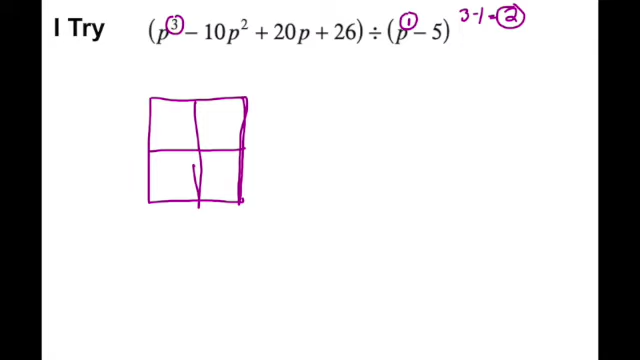 I Try (p³ − 10p² + 20p + 26) ÷ (p¹ − 5) 3-1=2